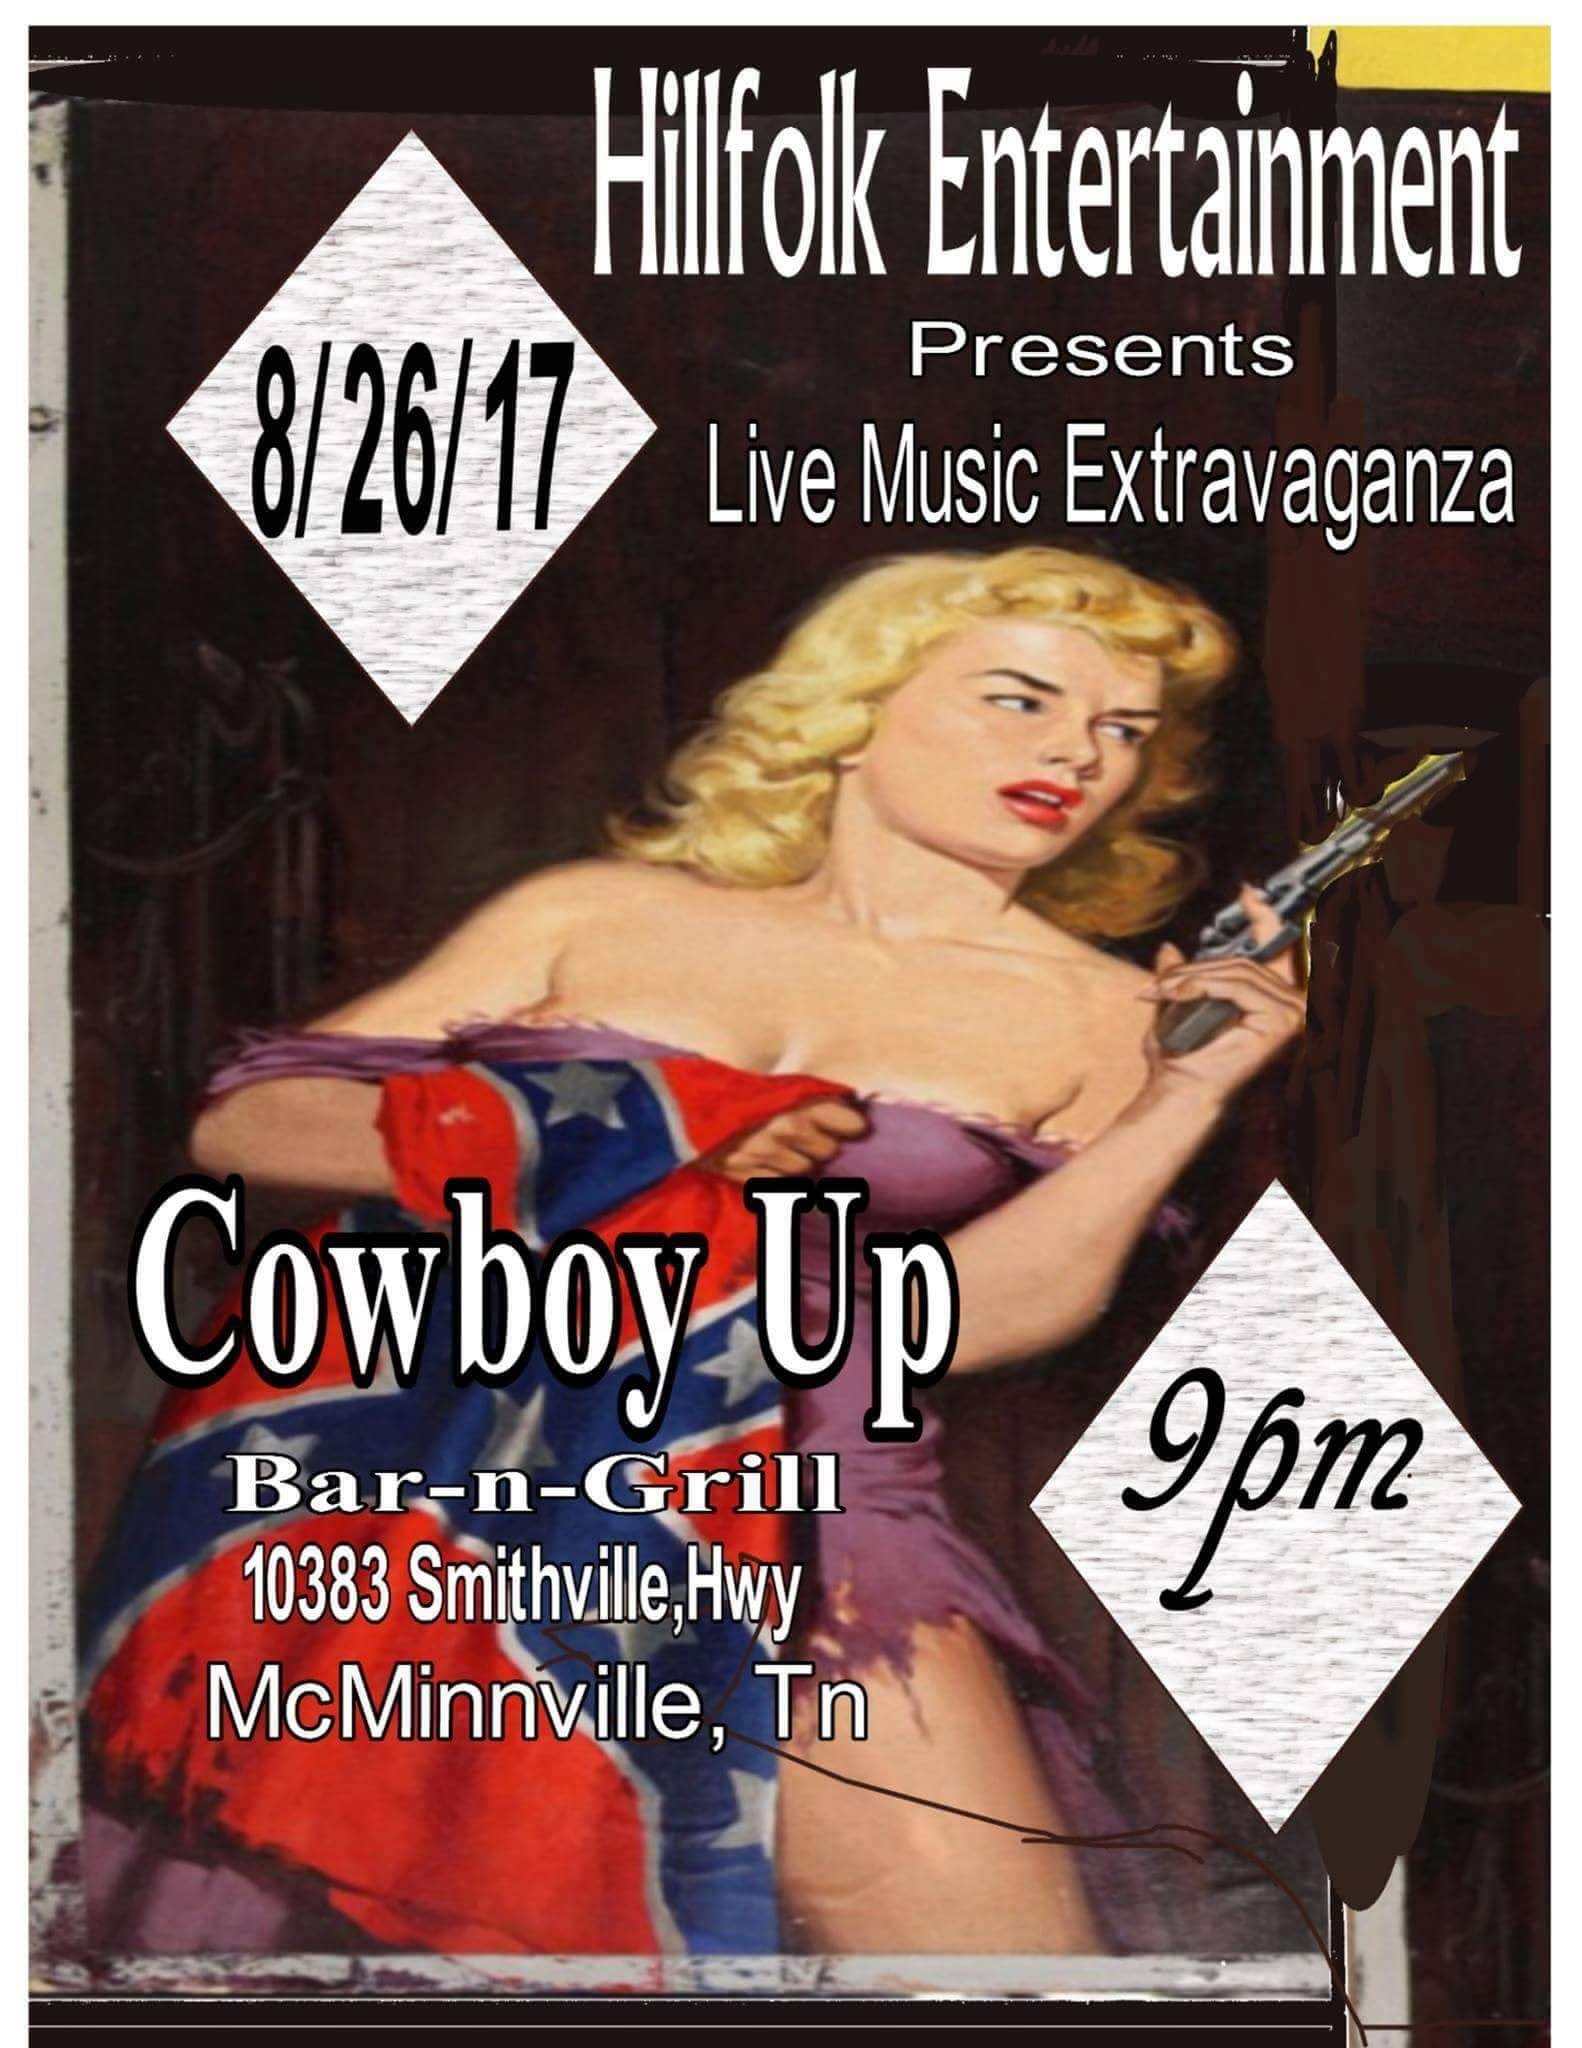 Hillfolk Entertainment
Presents
Live Music Extravaganza
8/26/17
Cowboy Up
Bar-n-Grill
10383 Smithville,Hwy
McMinnville, Tn
9pm